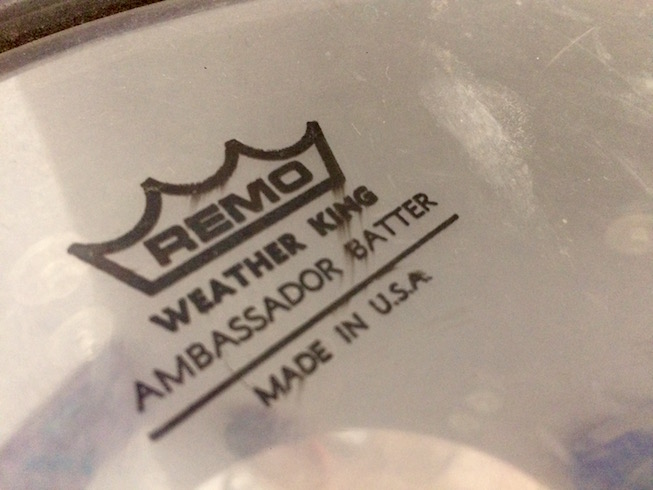 REMO
WEATHER KING
AMBASSADOR BATTER
MADE IN U.S.A.